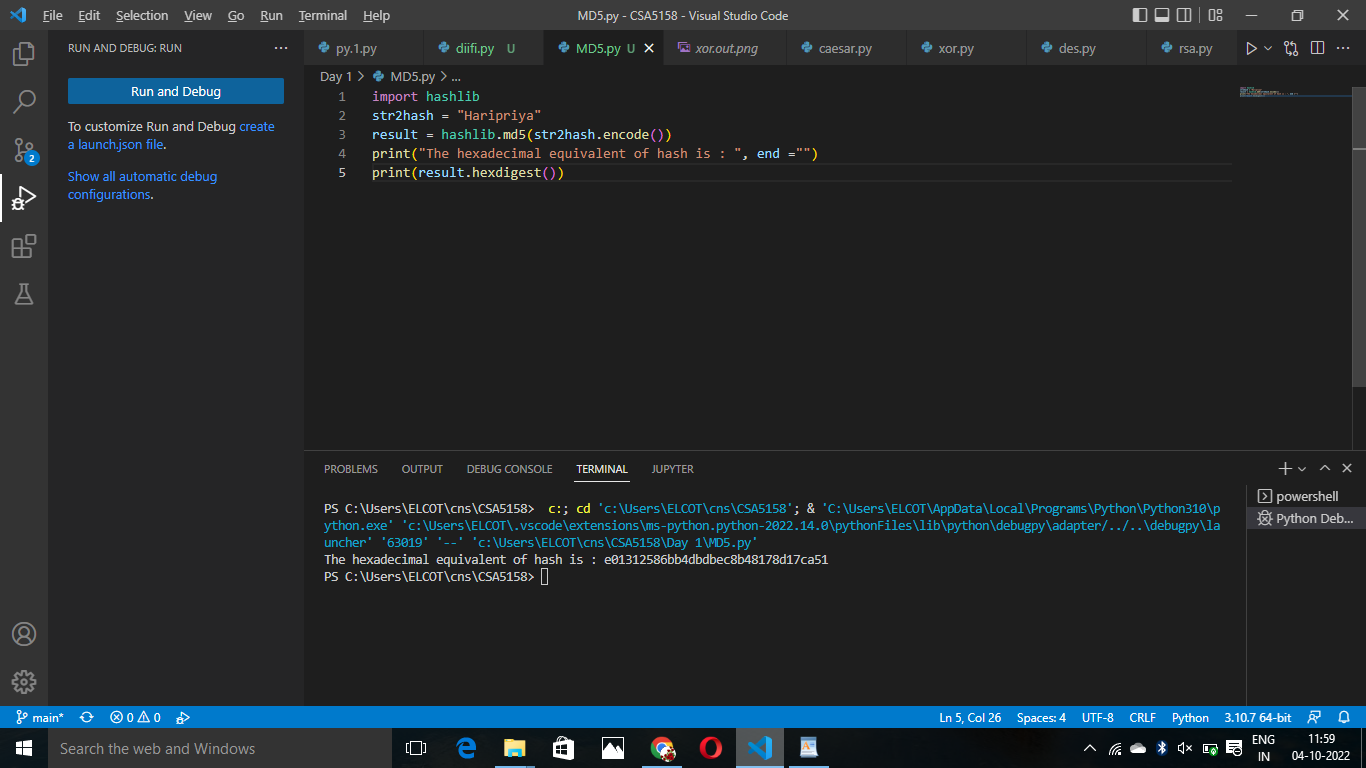 File Edit Selection View Go Run Terminal Help MD5.py - CSA5158 - Visual Studio Code
RUN AND DEBUG: RUN ...
Run and Debug
To customize Run and Debug create
a launch.json file.
Show all automatic debug
configurations.
py.1.py diifi.py U MD5.py U xor.out.png caesar.py xor.py des.py rsa.py
Day 1 > MD5.py > ...
1 import hashlib
2 str2hash = "Haripriya"
3 result = hashlib.md5(str2hash.encode())
4 print("The hexadecimal equivalent of hash is : ", end ="")
5 print(result.hexdigest())
PROBLEMS OUTPUT DEBUG CONSOLE TERMINAL JUPYTER
PS C:\Users\ELCOT\cns\CSA5158>  c:; cd 'c:\Users\ELCOT\cns\CSA5158'; & 'C:\Users\ELCOT\AppData\Local\Programs\Python\Python310\p
ython.exe' 'c:\Users\ELCOT\.vscode\extensions\ms-python.python-2022.14.0\pythonFiles\lib\python\debugpy\adapter/../..\debugpy\la
uncher' '63019' '--' 'c:\Users\ELCOT\cns\CSA5158\Day 1\MD5.py'
The hexadecimal equivalent of hash is : e01312586bb4dbdbec8b48178d17ca51
PS C:\Users\ELCOT\cns\CSA5158>
powershell
Python Deb...
2
main* 0 0 Ln 5, Col 26 Spaces: 4 UTF-8 CRLF Python 3.10.7 64-bit
Search the web and Windows
ENG
IN
11:59
04-10-2022